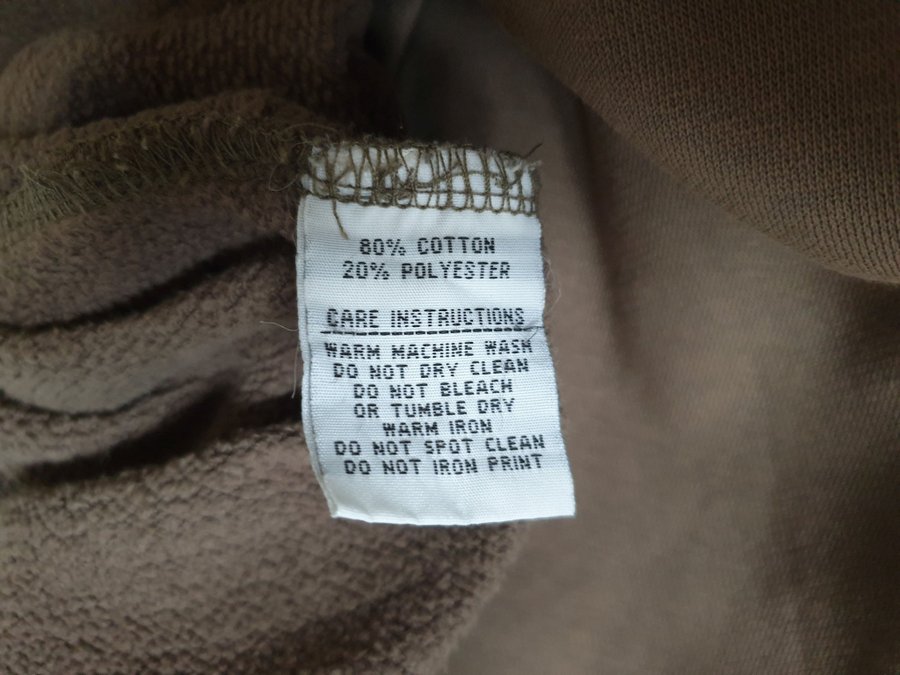 80% COTTON
20% POLYESTER
CARE INSTRUCTIONS
WARM MACHINE WASH
DO NOT DRY CLEAN
DO NOT BLEACH
OR TUMBLE DRY
WARM IRON
DO NOT SPOT CLEAN
DO NOT IRON PRINT